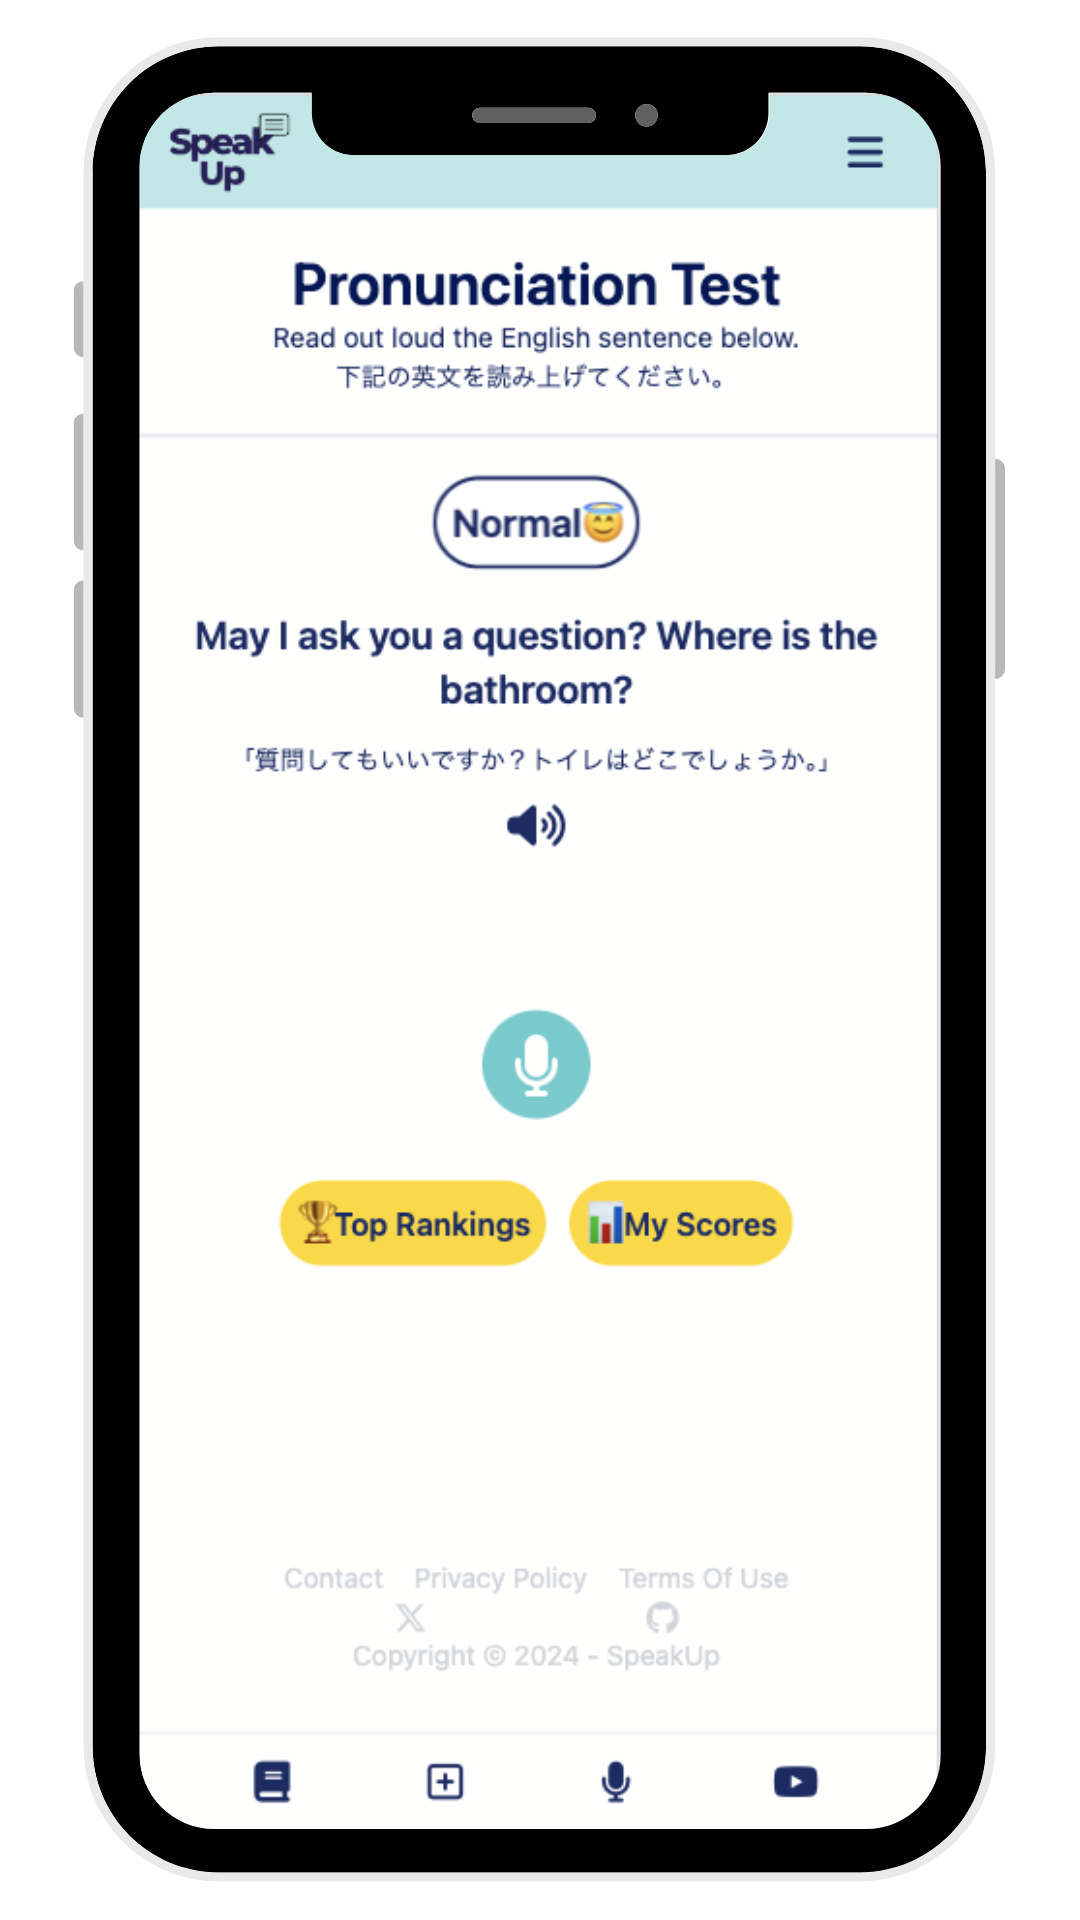 Speak
Up
Pronunciation Test
Read out loud the English sentence below.
下記の英文を読み上げてください。
Normal😇
May I ask you a question? Where is the
bathroom?
「質問してもいいですか？トイレはどこでしょうか。」
🏆Top Rankings
📊My Scores
Contact Privacy Policy Terms Of Use
Copyright © 2024 - SpeakUp